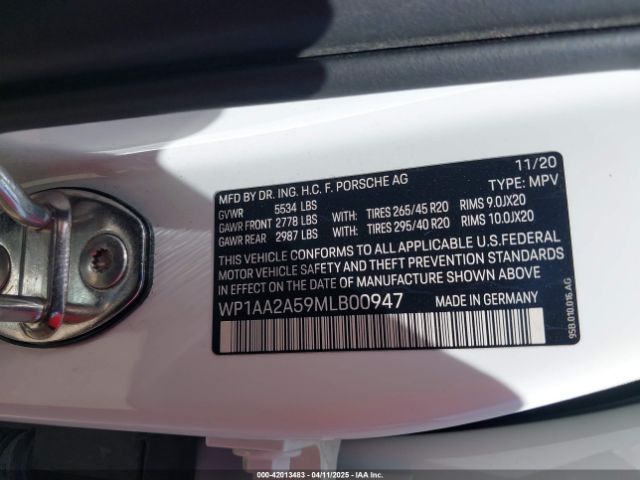 11/20
MFD BY DR. ING. H.C. F. PORSCHE AG
TYPE: MPV
GVWR 5534 LBS
GAWR FRONT 2778 LBS WITH: TIRES 265/45 R20 RIMS 9.0JX20
GAWR REAR 2987 LBS WITH: TIRES 295/40 R20 RIMS 10.0JX20
THIS VEHICLE CONFORMS TO ALL APPLICABLE U.S.FEDERAL
MOTOR VEHICLE SAFETY AND THEFT PREVENTION STANDARDS
IN EFFECT ON THE DATE OF MANUFACTURE SHOWN ABOVE
WP1AA2A59MLB00947 MADE IN GERMANY
95B.010.016.AG
000-42013483 - 04/11/2025 - IAA Inc.